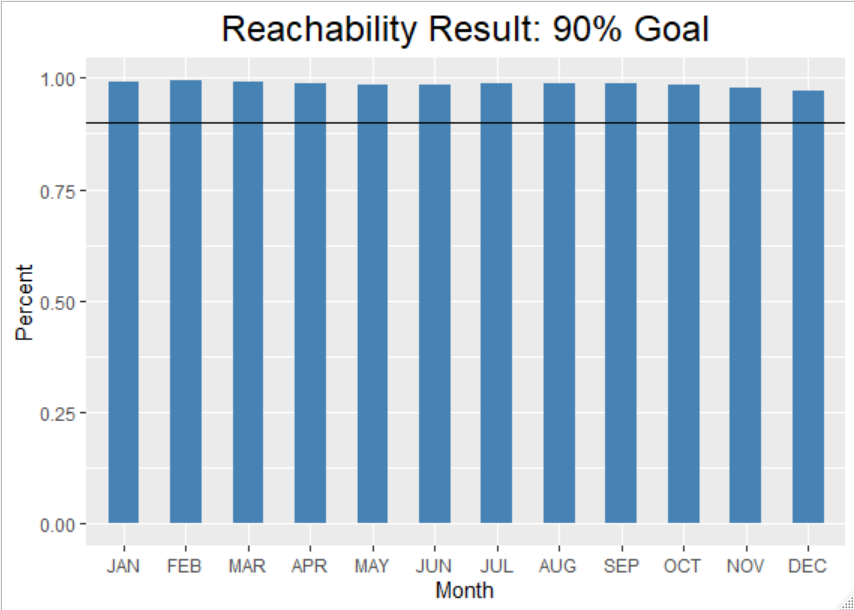 Reachability Result: 90% Goal
1.00
0.75
0.50
0.25
0.00
Percent
JAN FEB MAR APR MAY JUN JUL AUG SEP OCT NOV DEC
Month